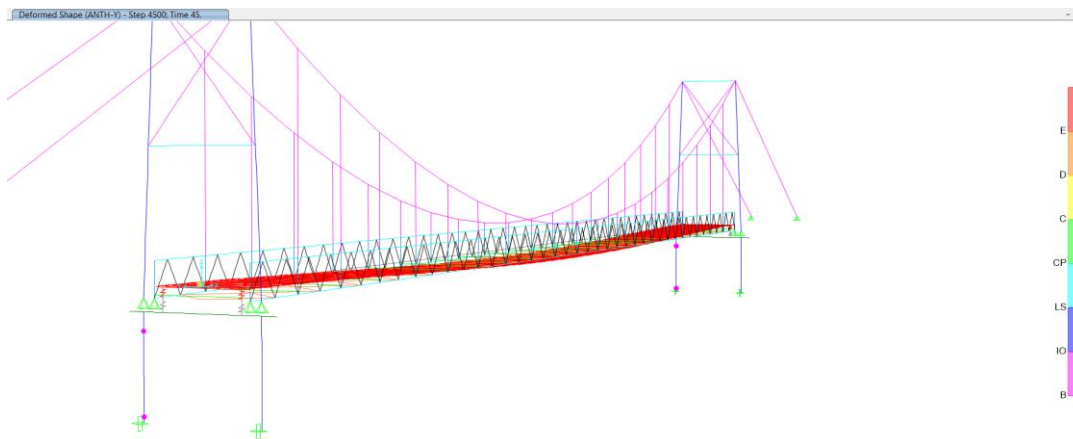 Deformed Shape (ANTH-Y) - Step 4500; Time 45.
E
D
C
CP
LS
IO
B